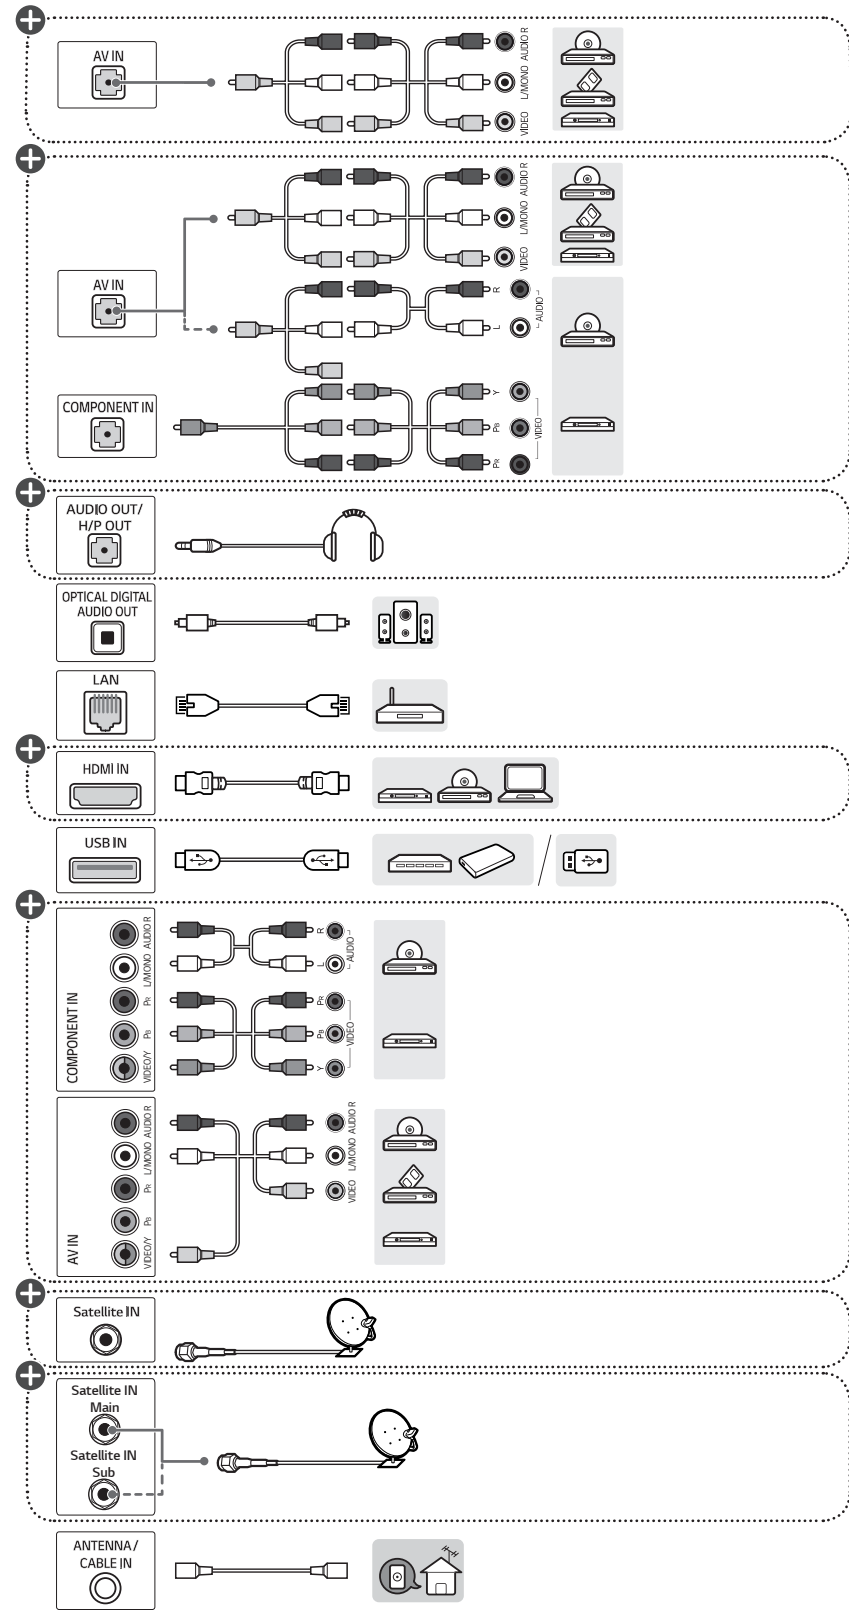 AV IN
AUDIO R
L/MONO
VIDEO
AUDIO R
L/MONO
VIDEO
AV IN
R
L
AUDIO
COMPONENT IN
Y
PB
PR
VIDEO
AUDIO OUT/
H/P OUT
OPTICAL DIGITAL
AUDIO OUT
LAN
HDMI IN
USB IN
COMPONENT IN
AUDIO R
L/MONO
PR
PB
VIDEO/Y
R
L
AUDIO
PR
PB
Y
VIDEO
AV IN
AUDIO R
L/MONO
PR
PB
VIDEO/Y
AUDIO R
L/MONO
VIDEO
Satellite IN
Satellite IN
Main
Satellite IN
Sub
ANTENNA/
CABLE IN